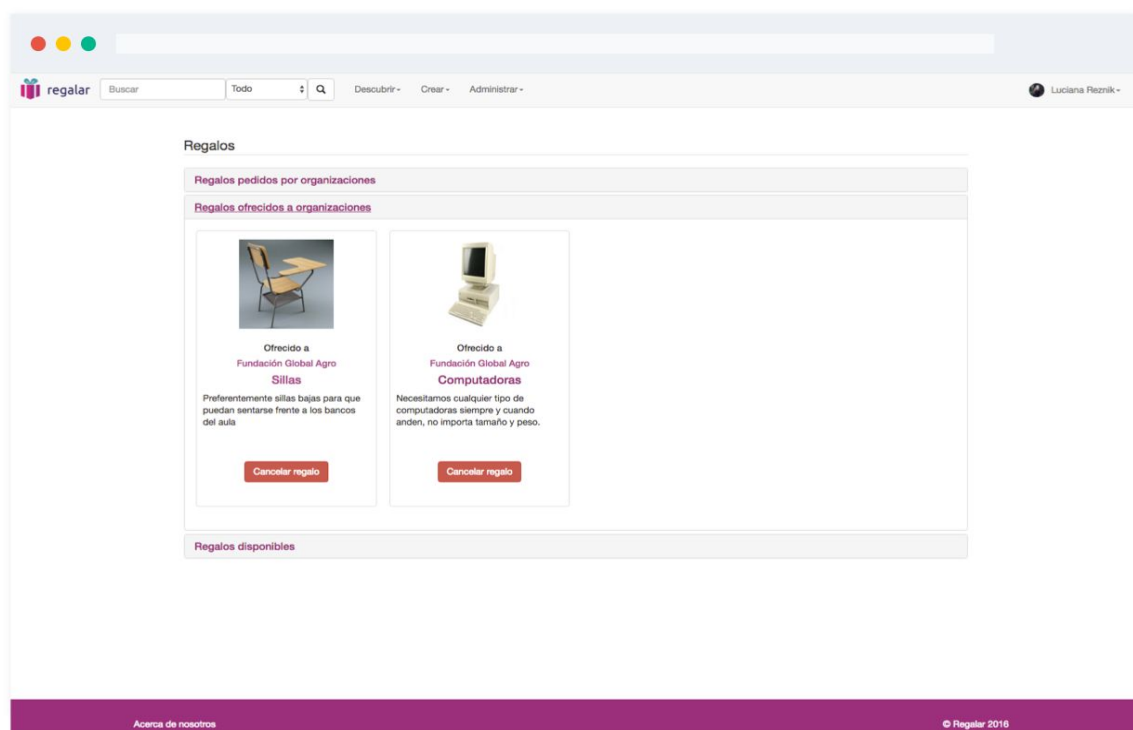 regalar
Buscar
Todo
Descubrir
Crear
Administrar
Luciana Reznik
Regalos
Regalos pedidos por organizaciones
Regalos ofrecidos a organizaciones
Ofrecido a
Fundación Global Agro
Sillas
Preferentemente sillas bajas para que
puedan sentarse frente a los bancos
del aula
Cancelar regalo
Ofrecido a
Fundación Global Agro
Computadoras
Necesitamos cualquier tipo de
computadoras siempre y cuando
anden, no importa tamaño y peso.
Cancelar regalo
Regalos disponibles
Acerca de nosotros
© Regalar 2016